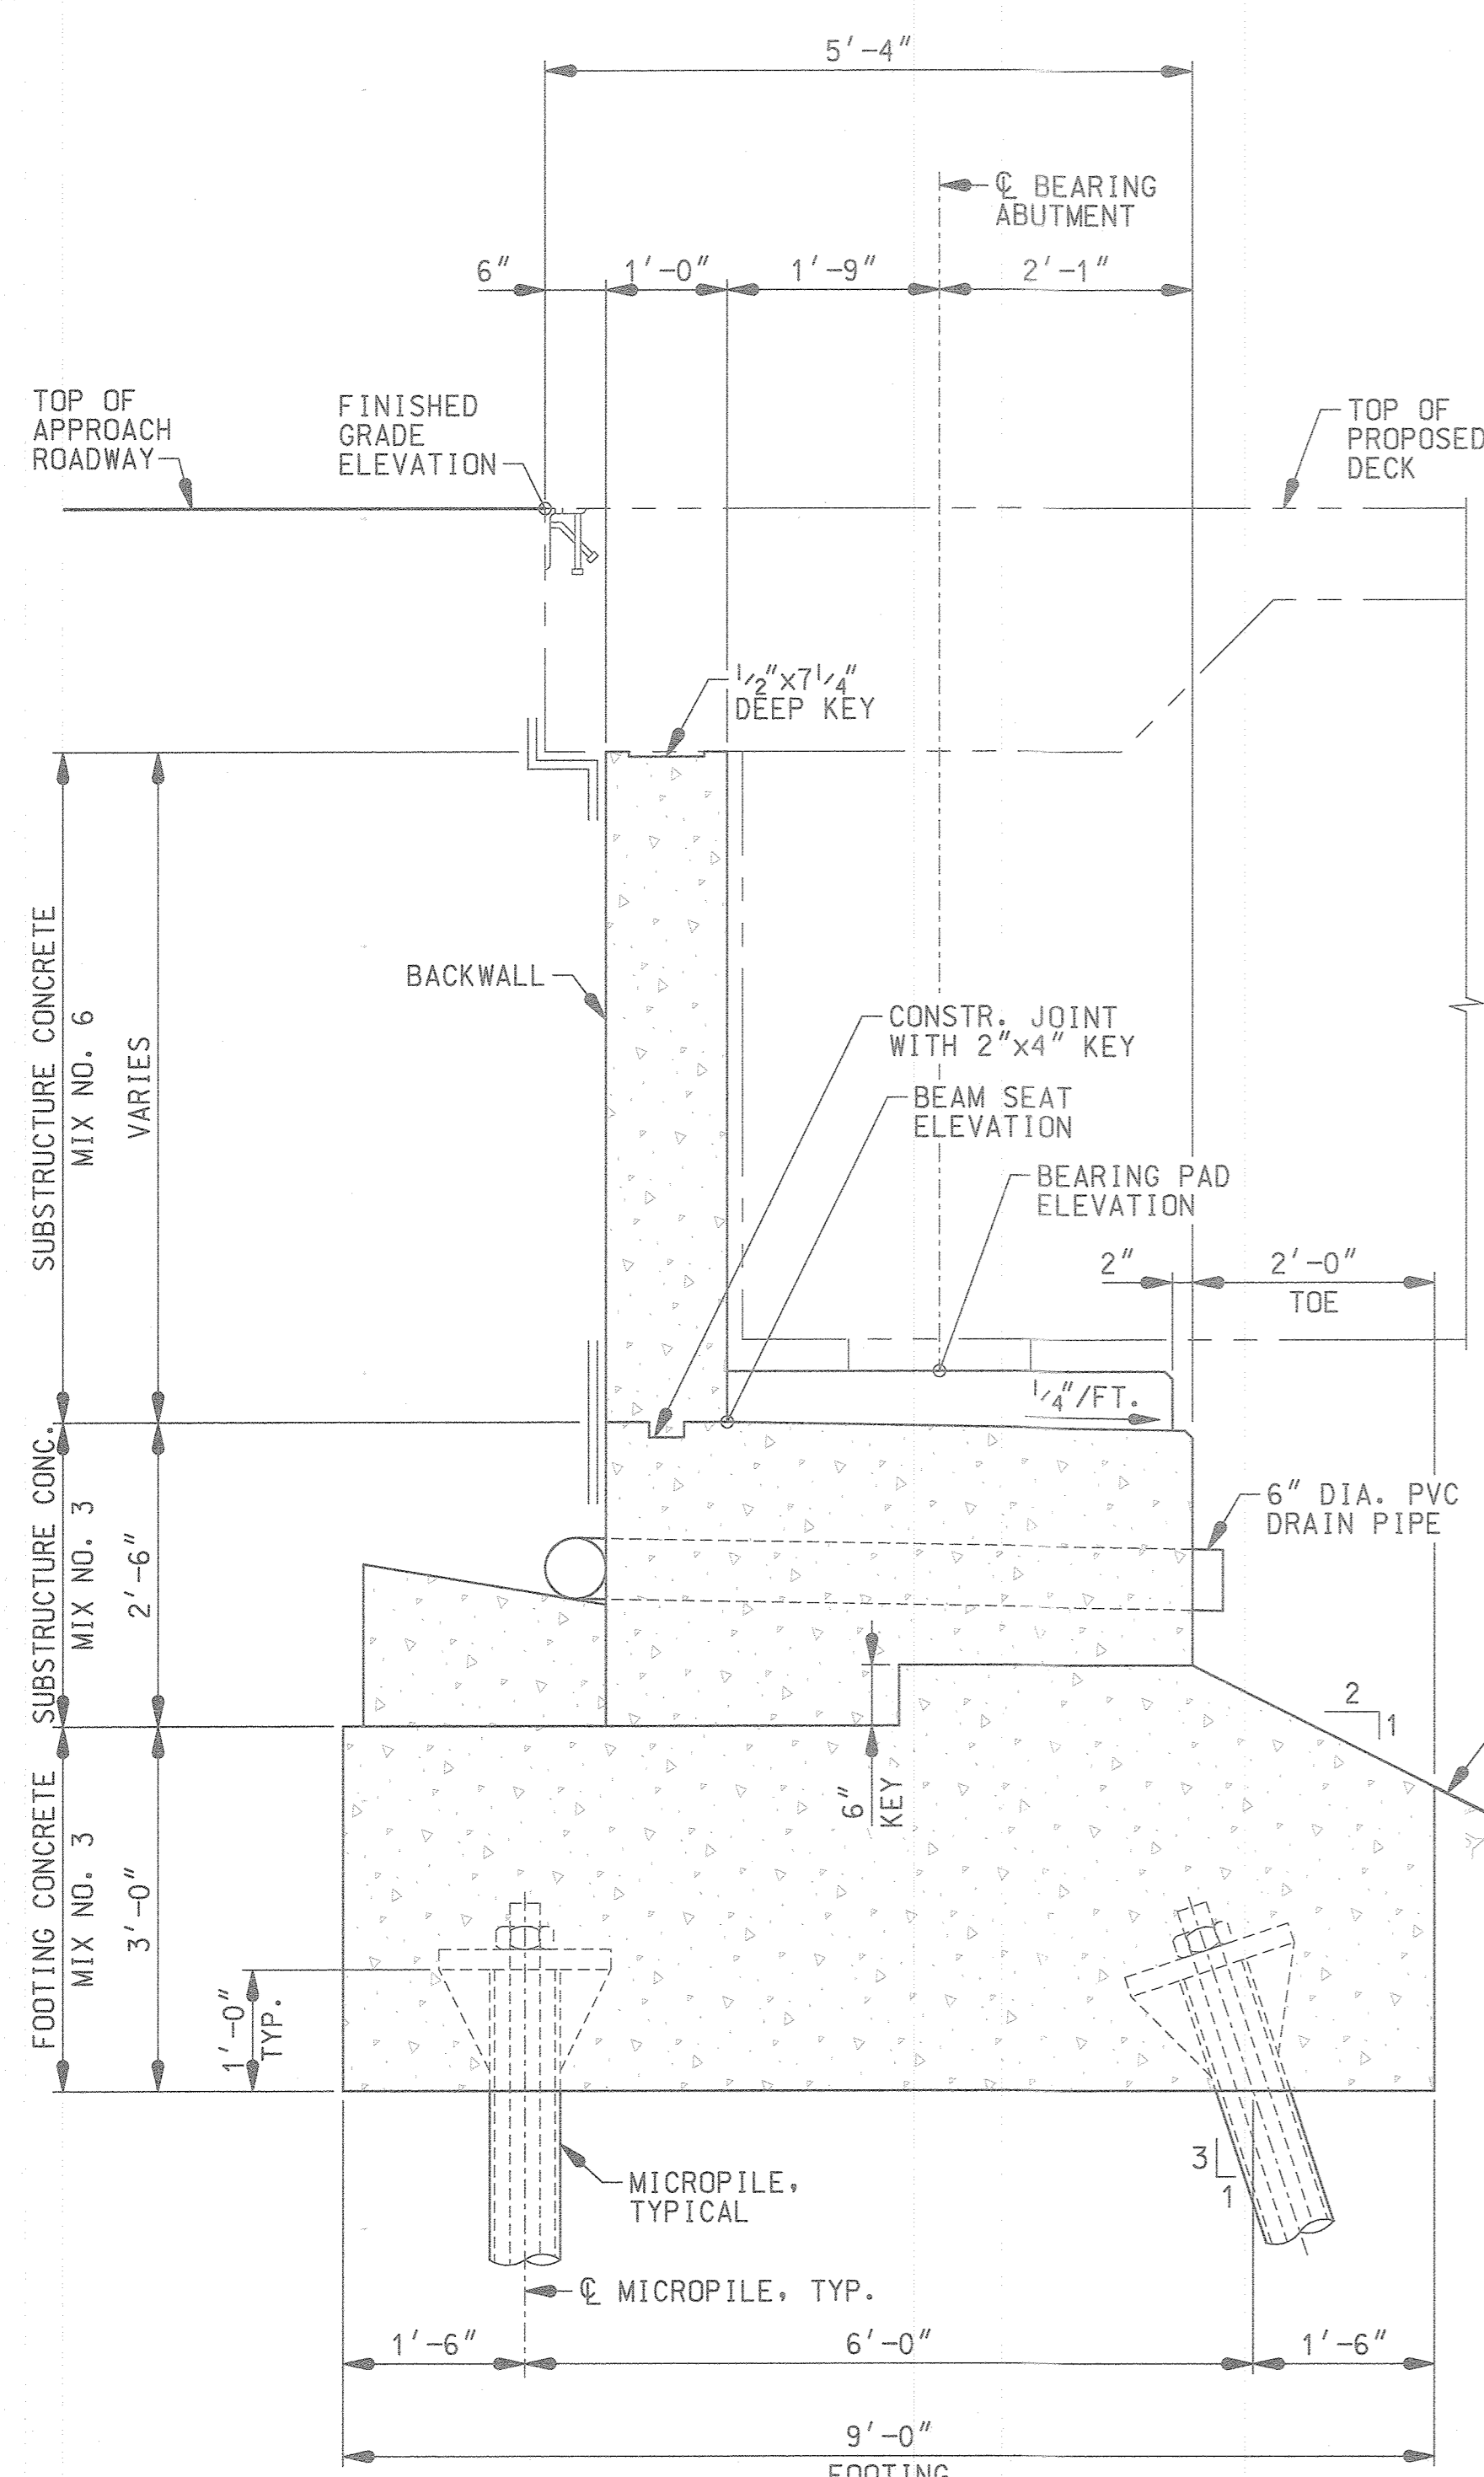 5'-4"
℄ BEARING
ABUTMENT
6"
1'-0"
1'-9"
2'-1"
TOP OF
APPROACH
ROADWAY
FINISHED
GRADE
ELEVATION
TOP OF
PROPOSED
DECK
1/2"x7 1/4"
DEEP KEY
SUBSTRUCTURE CONCRETE
MIX NO. 6
VARIES
BACKWALL
CONSTR. JOINT
WITH 2"x4" KEY
BEAM SEAT
ELEVATION
BEARING PAD
ELEVATION
2"
2'-0"
TOE
1/4"/FT.
SUBSTRUCTURE CONC.
MIX NO. 3
2'-6"
6" DIA. PVC
DRAIN PIPE
2
1
6"
KEY
FOOTING CONCRETE
MIX NO. 3
3'-0"
1'-0"
TYP.
3
1
MICROPILE,
TYPICAL
℄ MICROPILE, TYP.
1'-6"
6'-0"
1'-6"
9'-0"
FOOTING